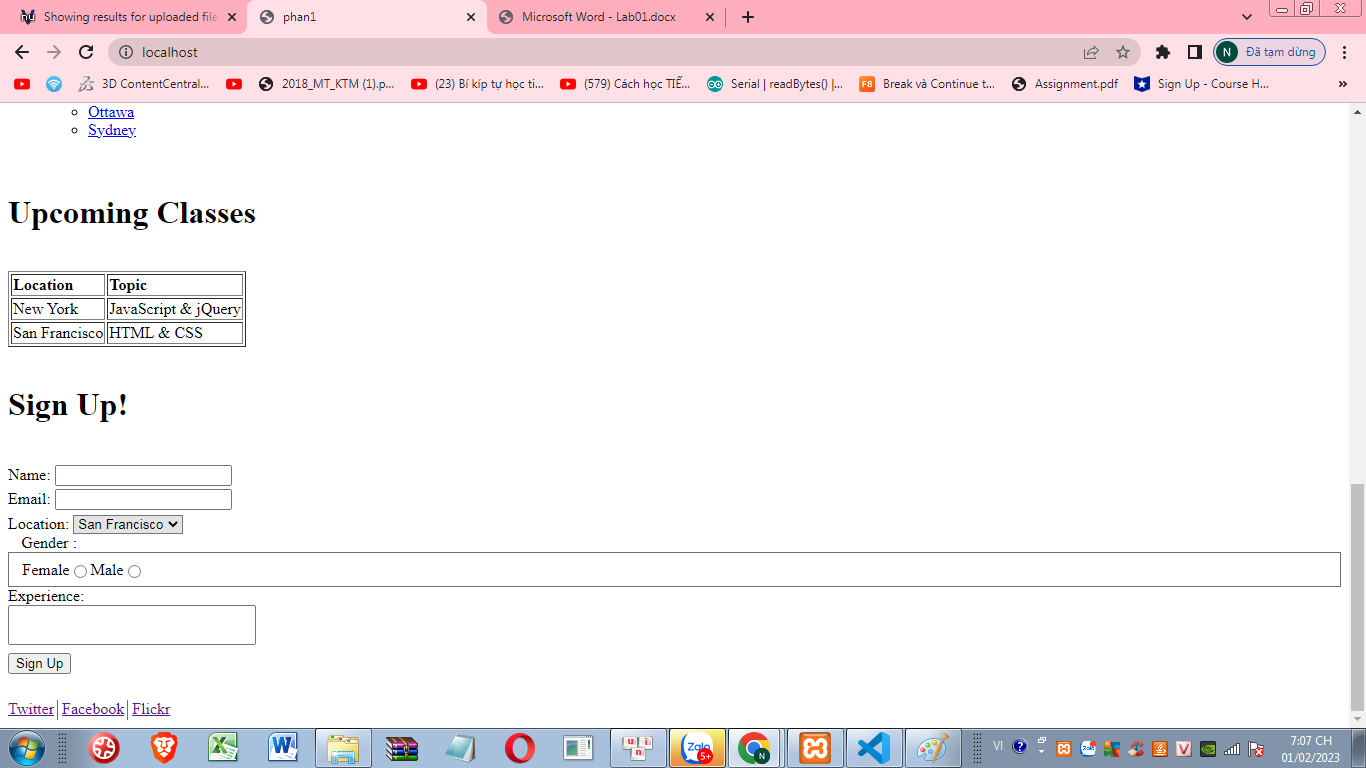 Showing results for uploaded file
phan1
Microsoft Word - Lab01.docx
localhost
N Đã tạm dừng
3D ContentCentral...
2018_MT_KTM (1).p...
(23) Bí kíp tự học ti...
(579) Cách học TIẾ...
Serial | readBytes() |...
F8 Break và Continue t...
Assignment.pdf
Sign Up - Course H...
Ottawa
Sydney
Upcoming Classes
Location Topic
New York JavaScript & jQuery
San Francisco HTML & CSS
Sign Up!
Name:
Email:
Location: San Francisco
Gender :
Female Male
Experience:
Sign Up
Twitter Facebook Flickr
Zalo 5+
N
VI
7:07 CH
01/02/2023